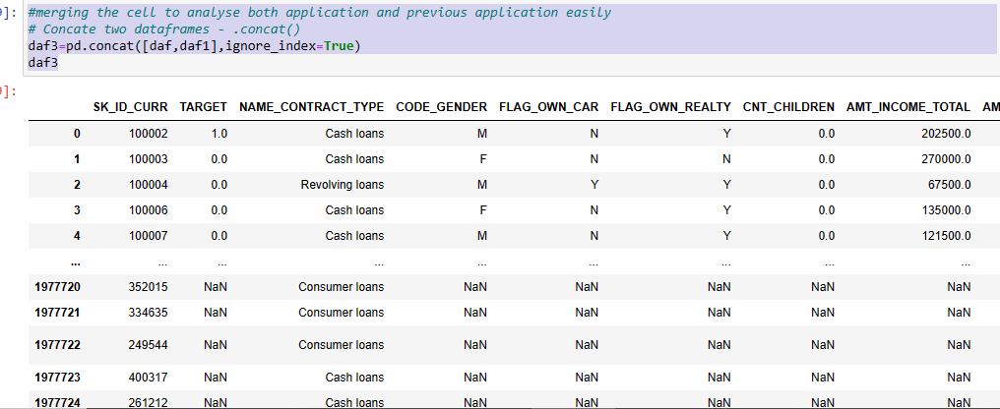 ]: #merging the cell to analyse both application and previous application easily
# Concate two dataframes - .concat()
daf3=pd.concat([daf,daf1],ignore_index=True)
daf3
]:
SK_ID_CURR TARGET NAME_CONTRACT_TYPE CODE_GENDER FLAG_OWN_CAR FLAG_OWN_REALTY CNT_CHILDREN AMT_INCOME_TOTAL AM
0 100002 1.0 Cash loans M N Y 0.0 202500.0
1 100003 0.0 Cash loans F N N 0.0 270000.0
2 100004 0.0 Revolving loans M Y Y 0.0 67500.0
3 100006 0.0 Cash loans F N Y 0.0 135000.0
4 100007 0.0 Cash loans M N Y 0.0 121500.0
... ... ... ... ... ... ... ... ...
1977720 352015 NaN Consumer loans NaN NaN NaN NaN NaN
1977721 334635 NaN Consumer loans NaN NaN NaN NaN NaN
1977722 249544 NaN Consumer loans NaN NaN NaN NaN NaN
1977723 400317 NaN Cash loans NaN NaN NaN NaN NaN
1977724 261212 NaN Cash loans NaN NaN NaN NaN NaN